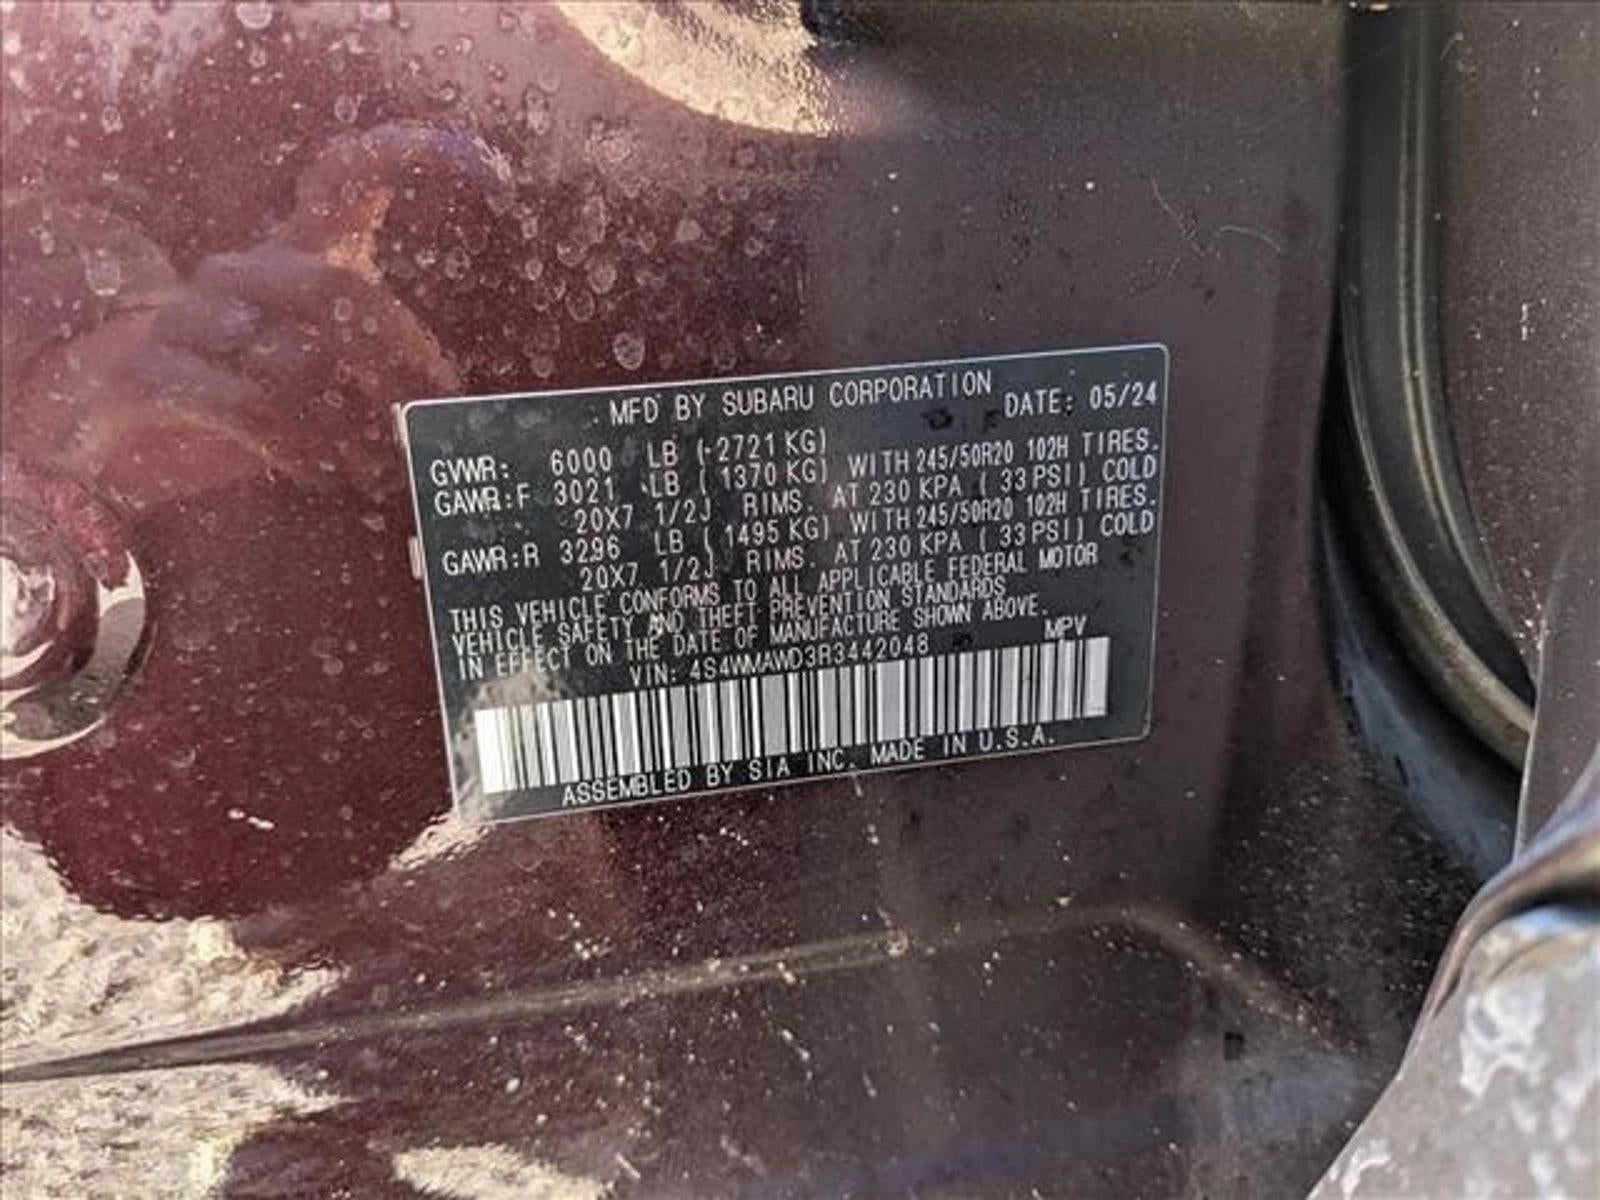 MFD BY SUBARU CORPORATION DATE: 05/24
GVWR: 6000 LB (2721 KG)
GAWR:F 3021 LB ( 1370 KG) WITH 245/50R20 102H TIRES.
20X7 1/2J RIMS. AT 230 KPA ( 33 PSI) COLD
GAWR:R 3296 LB ( 1495 KG) WITH 245/50R20 102H TIRES.
20X7 1/2J RIMS. AT 230 KPA ( 33 PSI) COLD
THIS VEHICLE CONFORMS TO ALL APPLICABLE FEDERAL MOTOR
VEHICLE SAFETY AND THEFT PREVENTION STANDARDS
IN EFFECT ON THE DATE OF MANUFACTURE SHOWN ABOVE.
VIN: 4S4WMAWD3R3442048 MPV
ASSEMBLED BY SIA INC. MADE IN U.S.A.